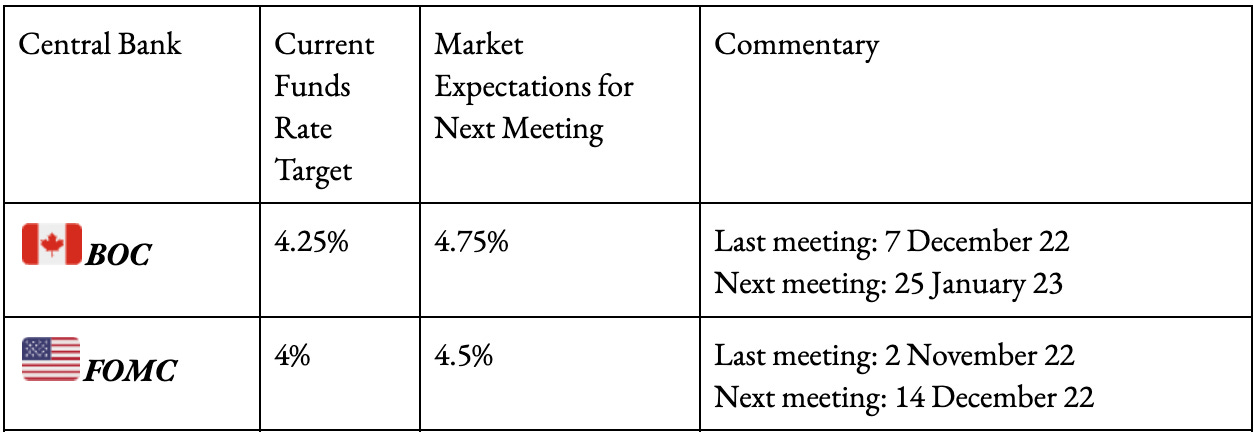 Central Bank
Current
Funds
Rate
Target
Market
Expectations for
Next Meeting
Commentary
BOC
4.25%
4.75%
Last meeting: 7 December 22
Next meeting: 25 January 23
FOMC
4%
4.5%
Last meeting: 2 November 22
Next meeting: 14 December 22